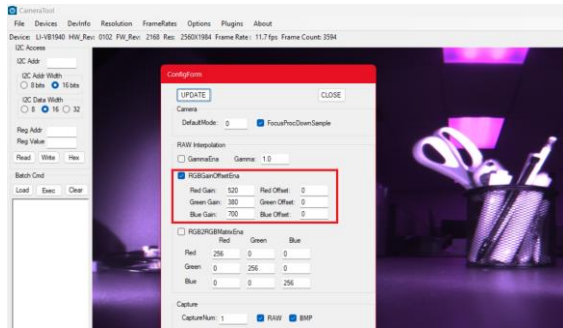 CameraTool
File Devices DevInfo Resolution FrameRates Options Plugins About
Device: LI-VB1940 HW_Rev: 0102 FW_Rev: 2168 Res: 2560X1984 Frame Rate: 11.7fps Frame Count: 3594
I2C Access
I2C Addr
I2C Addr Width
8 bits 16 bits
I2C Data Width
8 16 32
Reg Addr
Reg Value
Read Write Hex
Batch Cmd
Load Exec Clear
ConfigForm
UPDATE CLOSE
Camera
DefaultMode: 0 FocusProcDownSample
RAW Interpolation
GammaEna Gamma: 1.0
RGBGainOffsetEna
Red Gain: 520 Red Offset: 0
Green Gain: 380 Green Offset: 0
Blue Gain: 700 Blue Offset: 0
RGB2RGBMatrixEna
Red Green Blue
Red 256 0 0
Green 0 256 0
Blue 0 0 256
Capture
CaptureNum: 1 RAW BMP